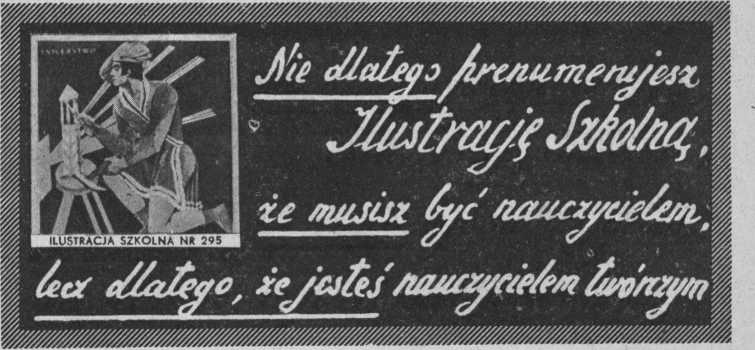 SNYCERSTWO
Nie dlatego prenumerujesz
Ilustrację Szkolną,
że musisz być nauczycielem,
ILUSTRACJA SZKOLNA NR 295
lecz dlatego, że jesteś nauczycielem twórczym